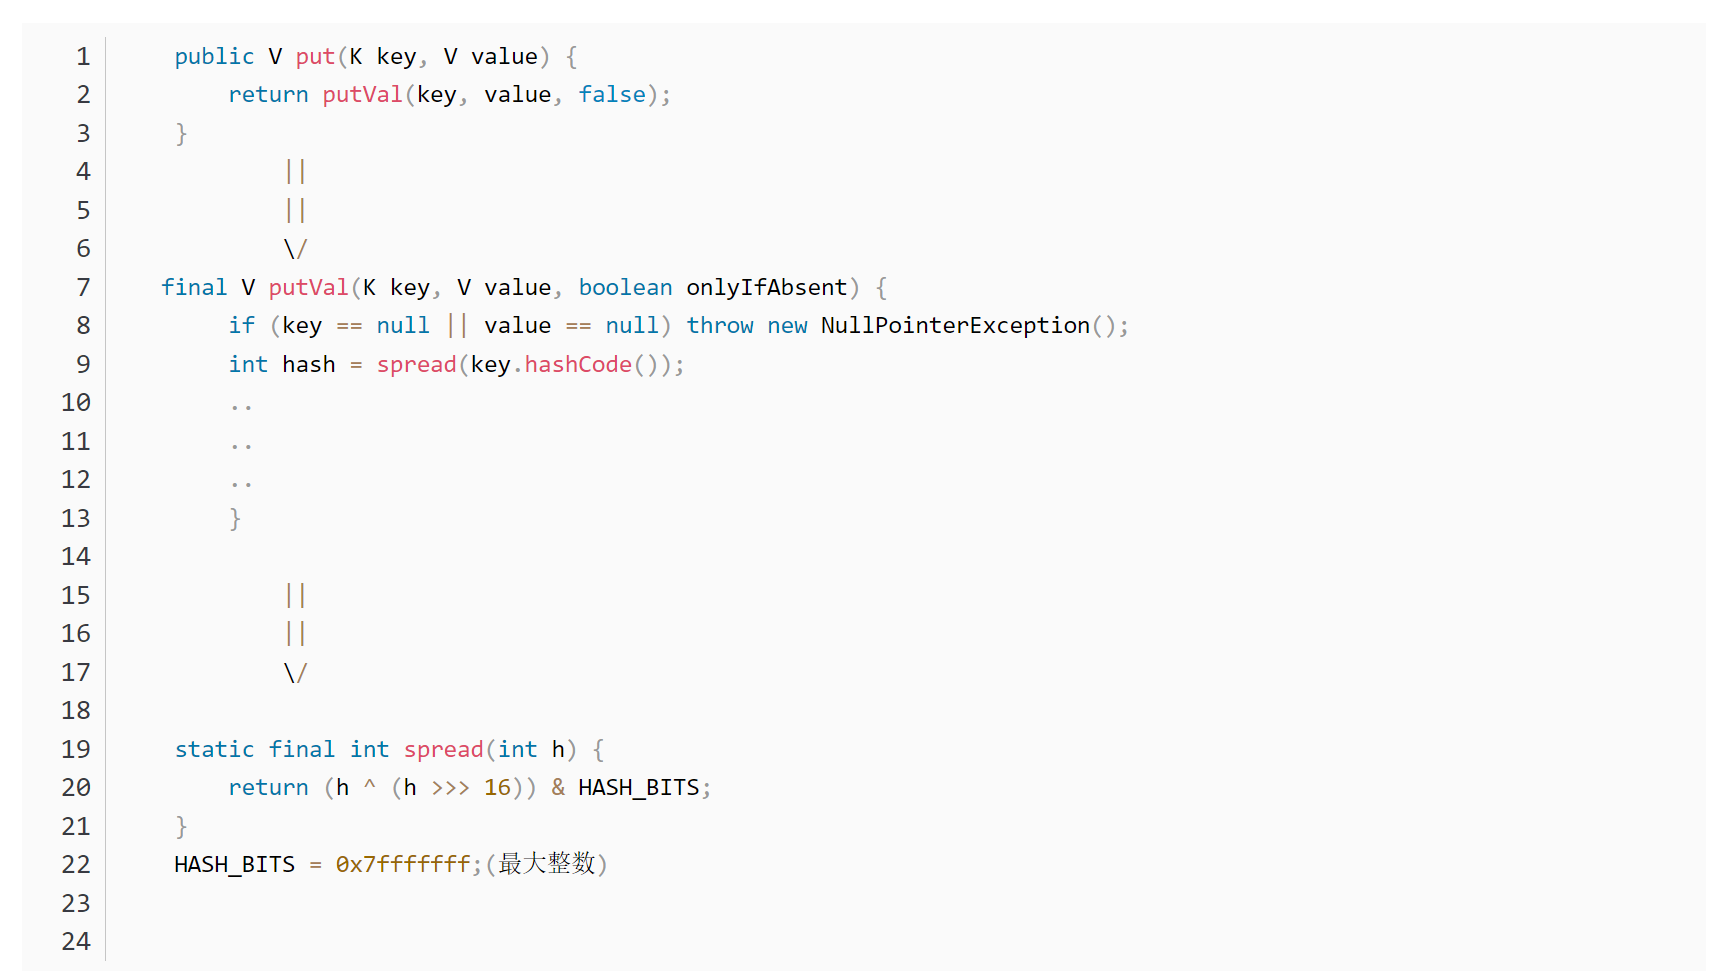 1 public V put(K key, V value) {
2 return putVal(key, value, false);
3 }
4 ||
5 ||
6 \/
7 final V putVal(K key, V value, boolean onlyIfAbsent) {
8 if (key == null || value == null) throw new NullPointerException();
9 int hash = spread(key.hashCode());
10 ..
11 ..
12 ..
13 }
14
15 ||
16 ||
17 \/
18
19 static final int spread(int h) {
20 return (h ^ (h >>> 16)) & HASH_BITS;
21 }
22 HASH_BITS = 0x7fffffff;(最大整数)
23
24